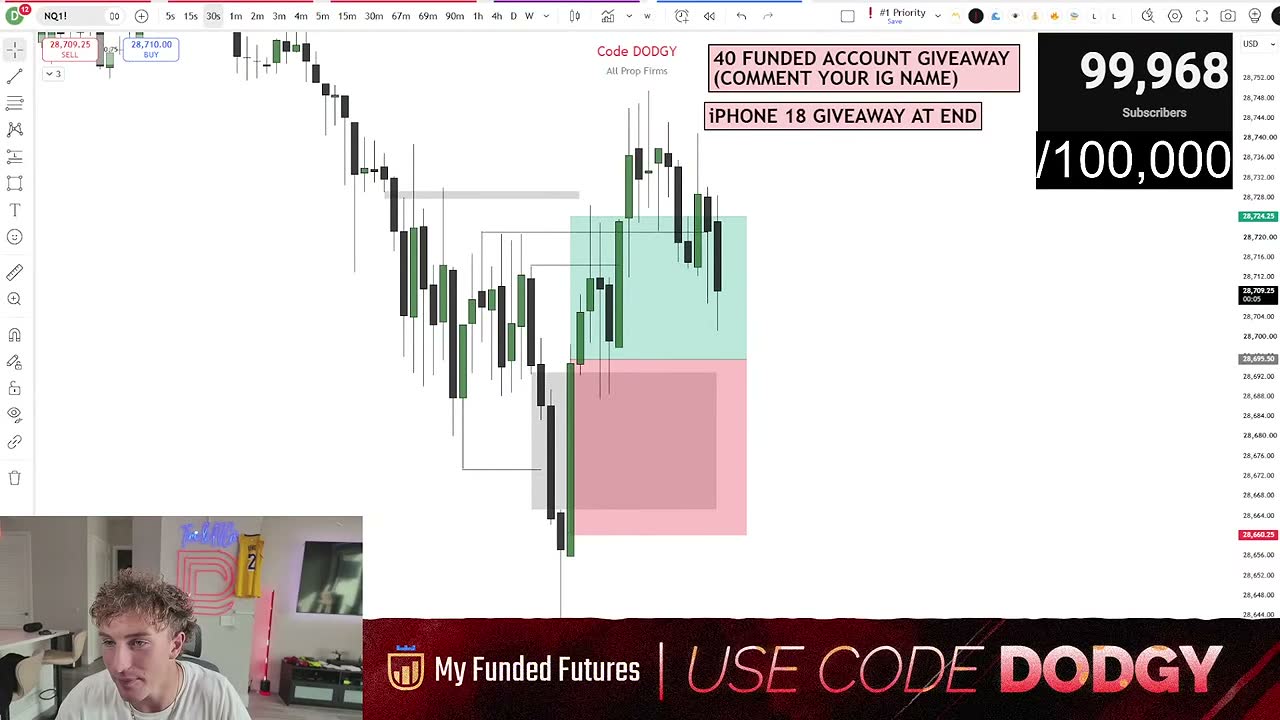 12
NQ1!
5s 15s 30s 1m 2m 3m 4m 5m 15m 30m 67m 69m 90m 1h 4h D W
w
#1 Priority
Save
L L
28,709.25
SELL
28,710.00
BUY
3
Code DODGY
All Prop Firms
40 FUNDED ACCOUNT GIVEAWAY
(COMMENT YOUR IG NAME)
iPHONE 18 GIVEAWAY AT END
99,968
Subscribers
/100,000
USD
28,752.00
28,748.00
28,744.00
28,740.00
28,736.00
28,732.00
28,728.00
28,724.25
28,720.00
28,716.00
28,712.00
28,709.25
00:05
28,704.00
28,700.00
28,695.50
28,692.00
28,688.00
28,684.00
28,680.00
28,676.00
28,672.00
28,668.00
28,664.00
28,660.25
28,656.00
28,652.00
28,648.00
28,644.00
D
2
My Funded Futures
USE CODE DODGY